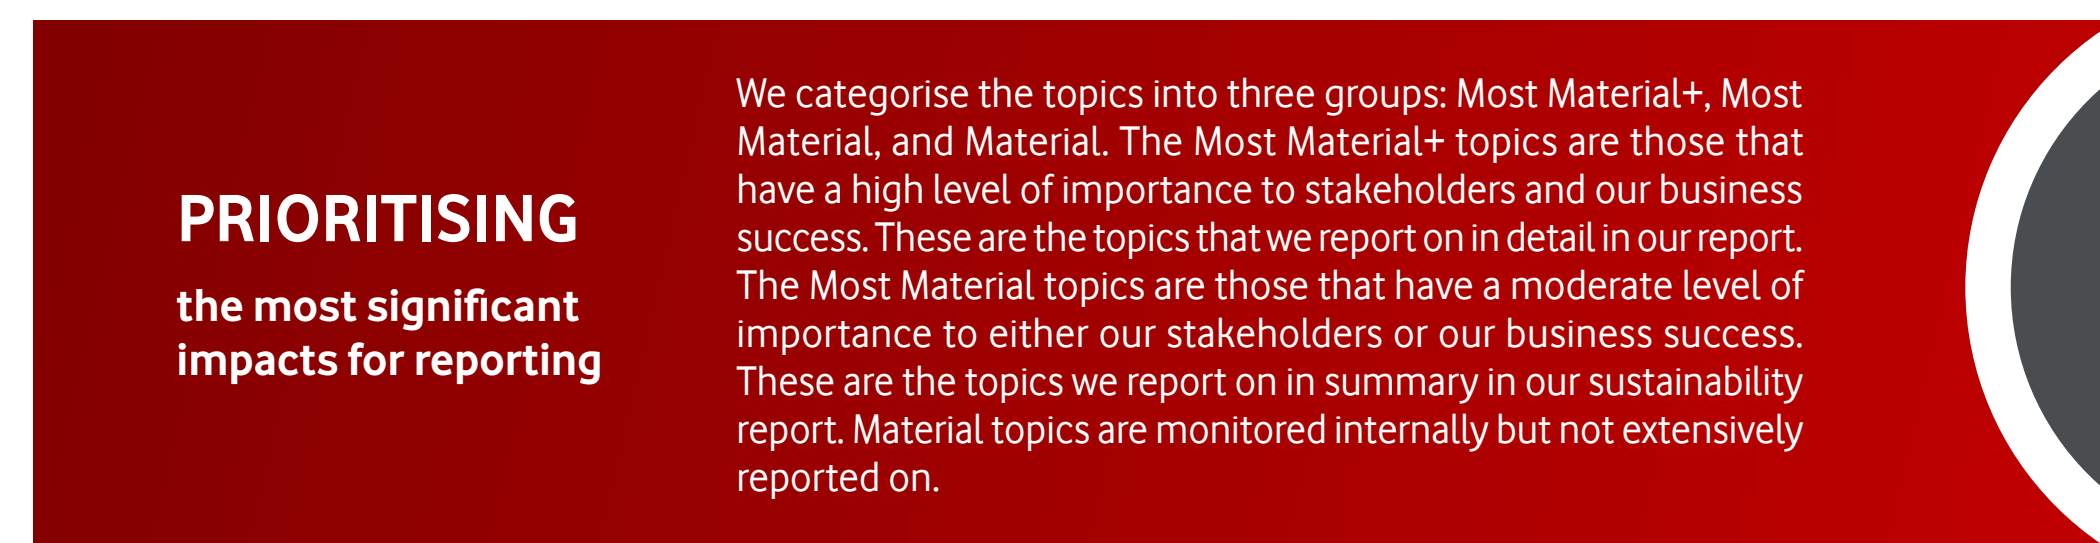 PRIORITISING
the most significant
impacts for reporting
We categorise the topics into three groups: Most Material+, Most
Material, and Material. The Most Material+ topics are those that
have a high level of importance to stakeholders and our business
success. These are the topics that we report on in detail in our report.
The Most Material topics are those that have a moderate level of
importance to either our stakeholders or our business success.
These are the topics we report on in summary in our sustainability
report. Material topics are monitored internally but not extensively
reported on.